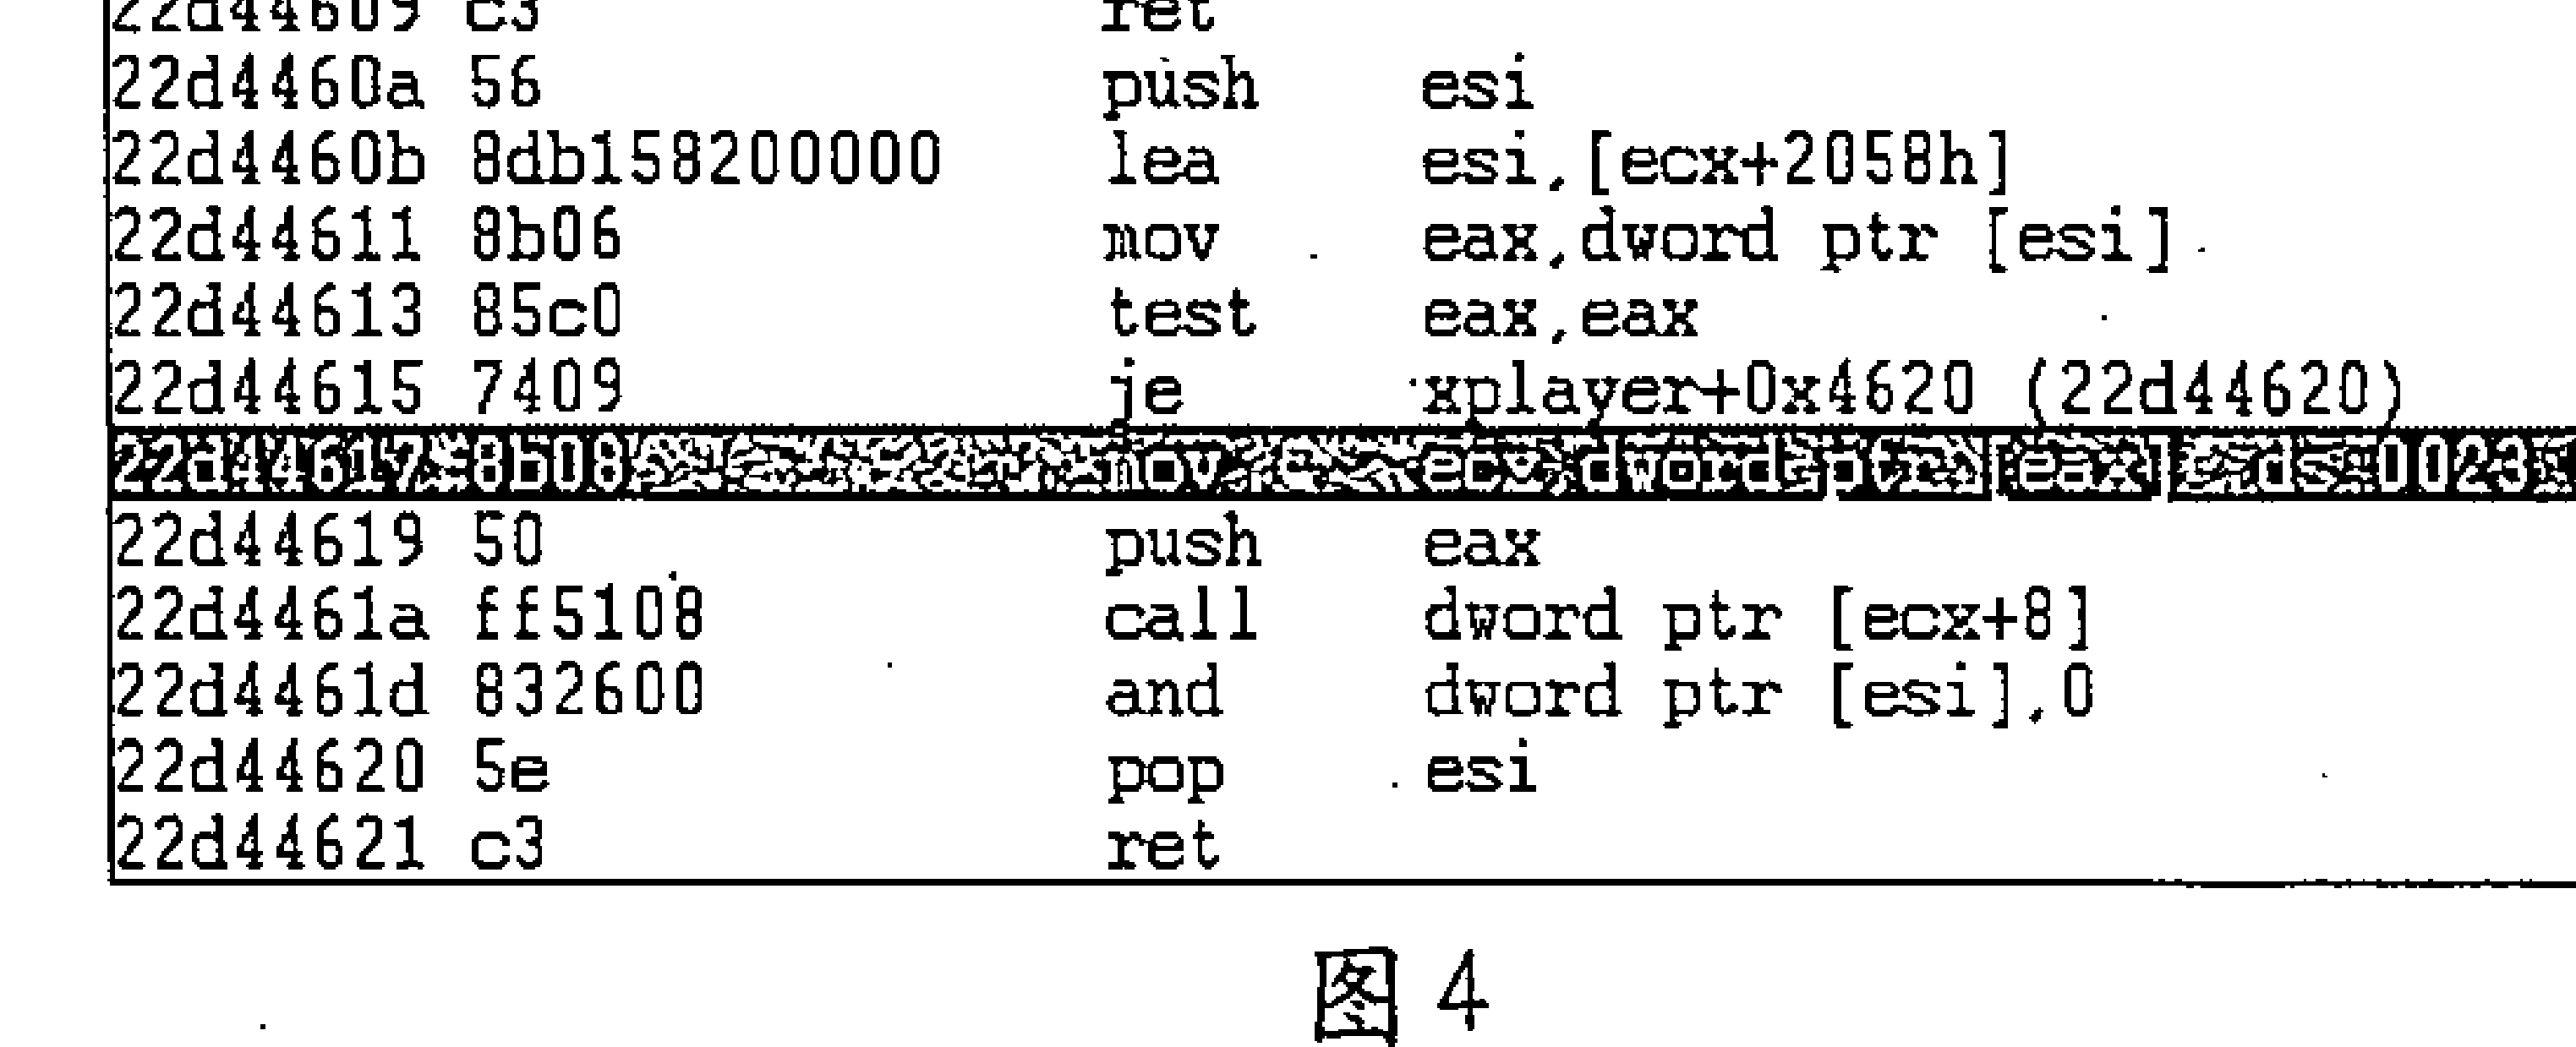 22d44609 c3 ret
22d4460a 56 push esi
22d4460b 8db158200000 lea esi,[ecx+2058h]
22d44611 8b06 mov eax,dword ptr [esi]
22d44613 85c0 test eax,eax
22d44615 7409 je xplayer+0x4620 (22d44620)
22d44617 8b08 mov ecx,dword ptr [eax] ds:0023:
22d44619 50 push eax
22d4461a ff5108 call dword ptr [ecx+8]
22d4461d 832600 and dword ptr [esi],0
22d44620 5e pop esi
22d44621 c3 ret
图 4